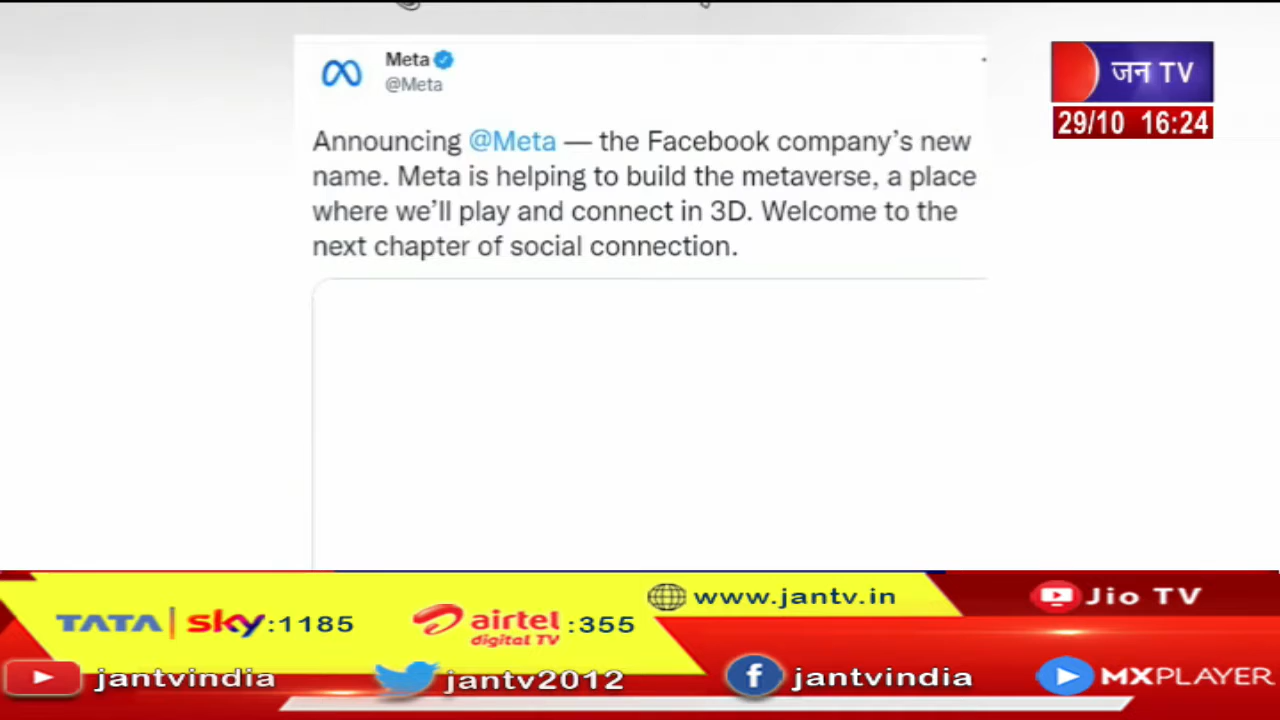 Meta
@Meta
Announcing @Meta — the Facebook company's new
name. Meta is helping to build the metaverse, a place
where we'll play and connect in 3D. Welcome to the
next chapter of social connection.
जन TV
29/10 16:24
www.jantv.in
Jio TV
TATA sky:1185
airtel digital TV :355
jantvindia
jantv2012
jantvindia
MXPLAYER